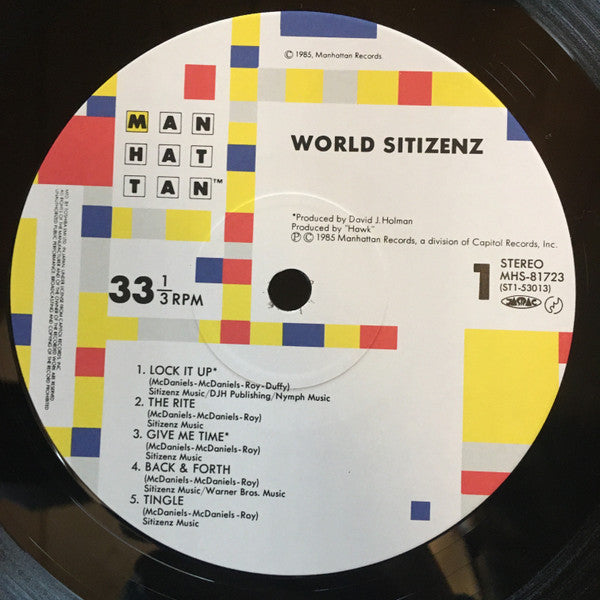 © 1985, Manhattan Records
MAN
HAT
TAN™
WORLD SITIZENZ
*Produced by David J. Holman
Produced by "Hawk"
℗ © 1985 Manhattan Records, a division of Capitol Records, Inc.
33 1/3 RPM
1
STEREO
MHS-81723
(ST1-53013)
JASRAC
1. LOCK IT UP*
(McDaniels-McDaniels-Roy-Duffy)
Sitizenz Music/DJH Publishing/Nymph Music
2. THE RITE
(McDaniels-McDaniels-Roy)
Sitizenz Music
3. GIVE ME TIME*
(McDaniels-McDaniels-Roy)
Sitizenz Music
4. BACK & FORTH
(McDaniels-McDaniels-Roy)
Sitizenz Music/Warner Bros. Music
5. TINGLE
(McDaniels-McDaniels-Roy)
Sitizenz Music